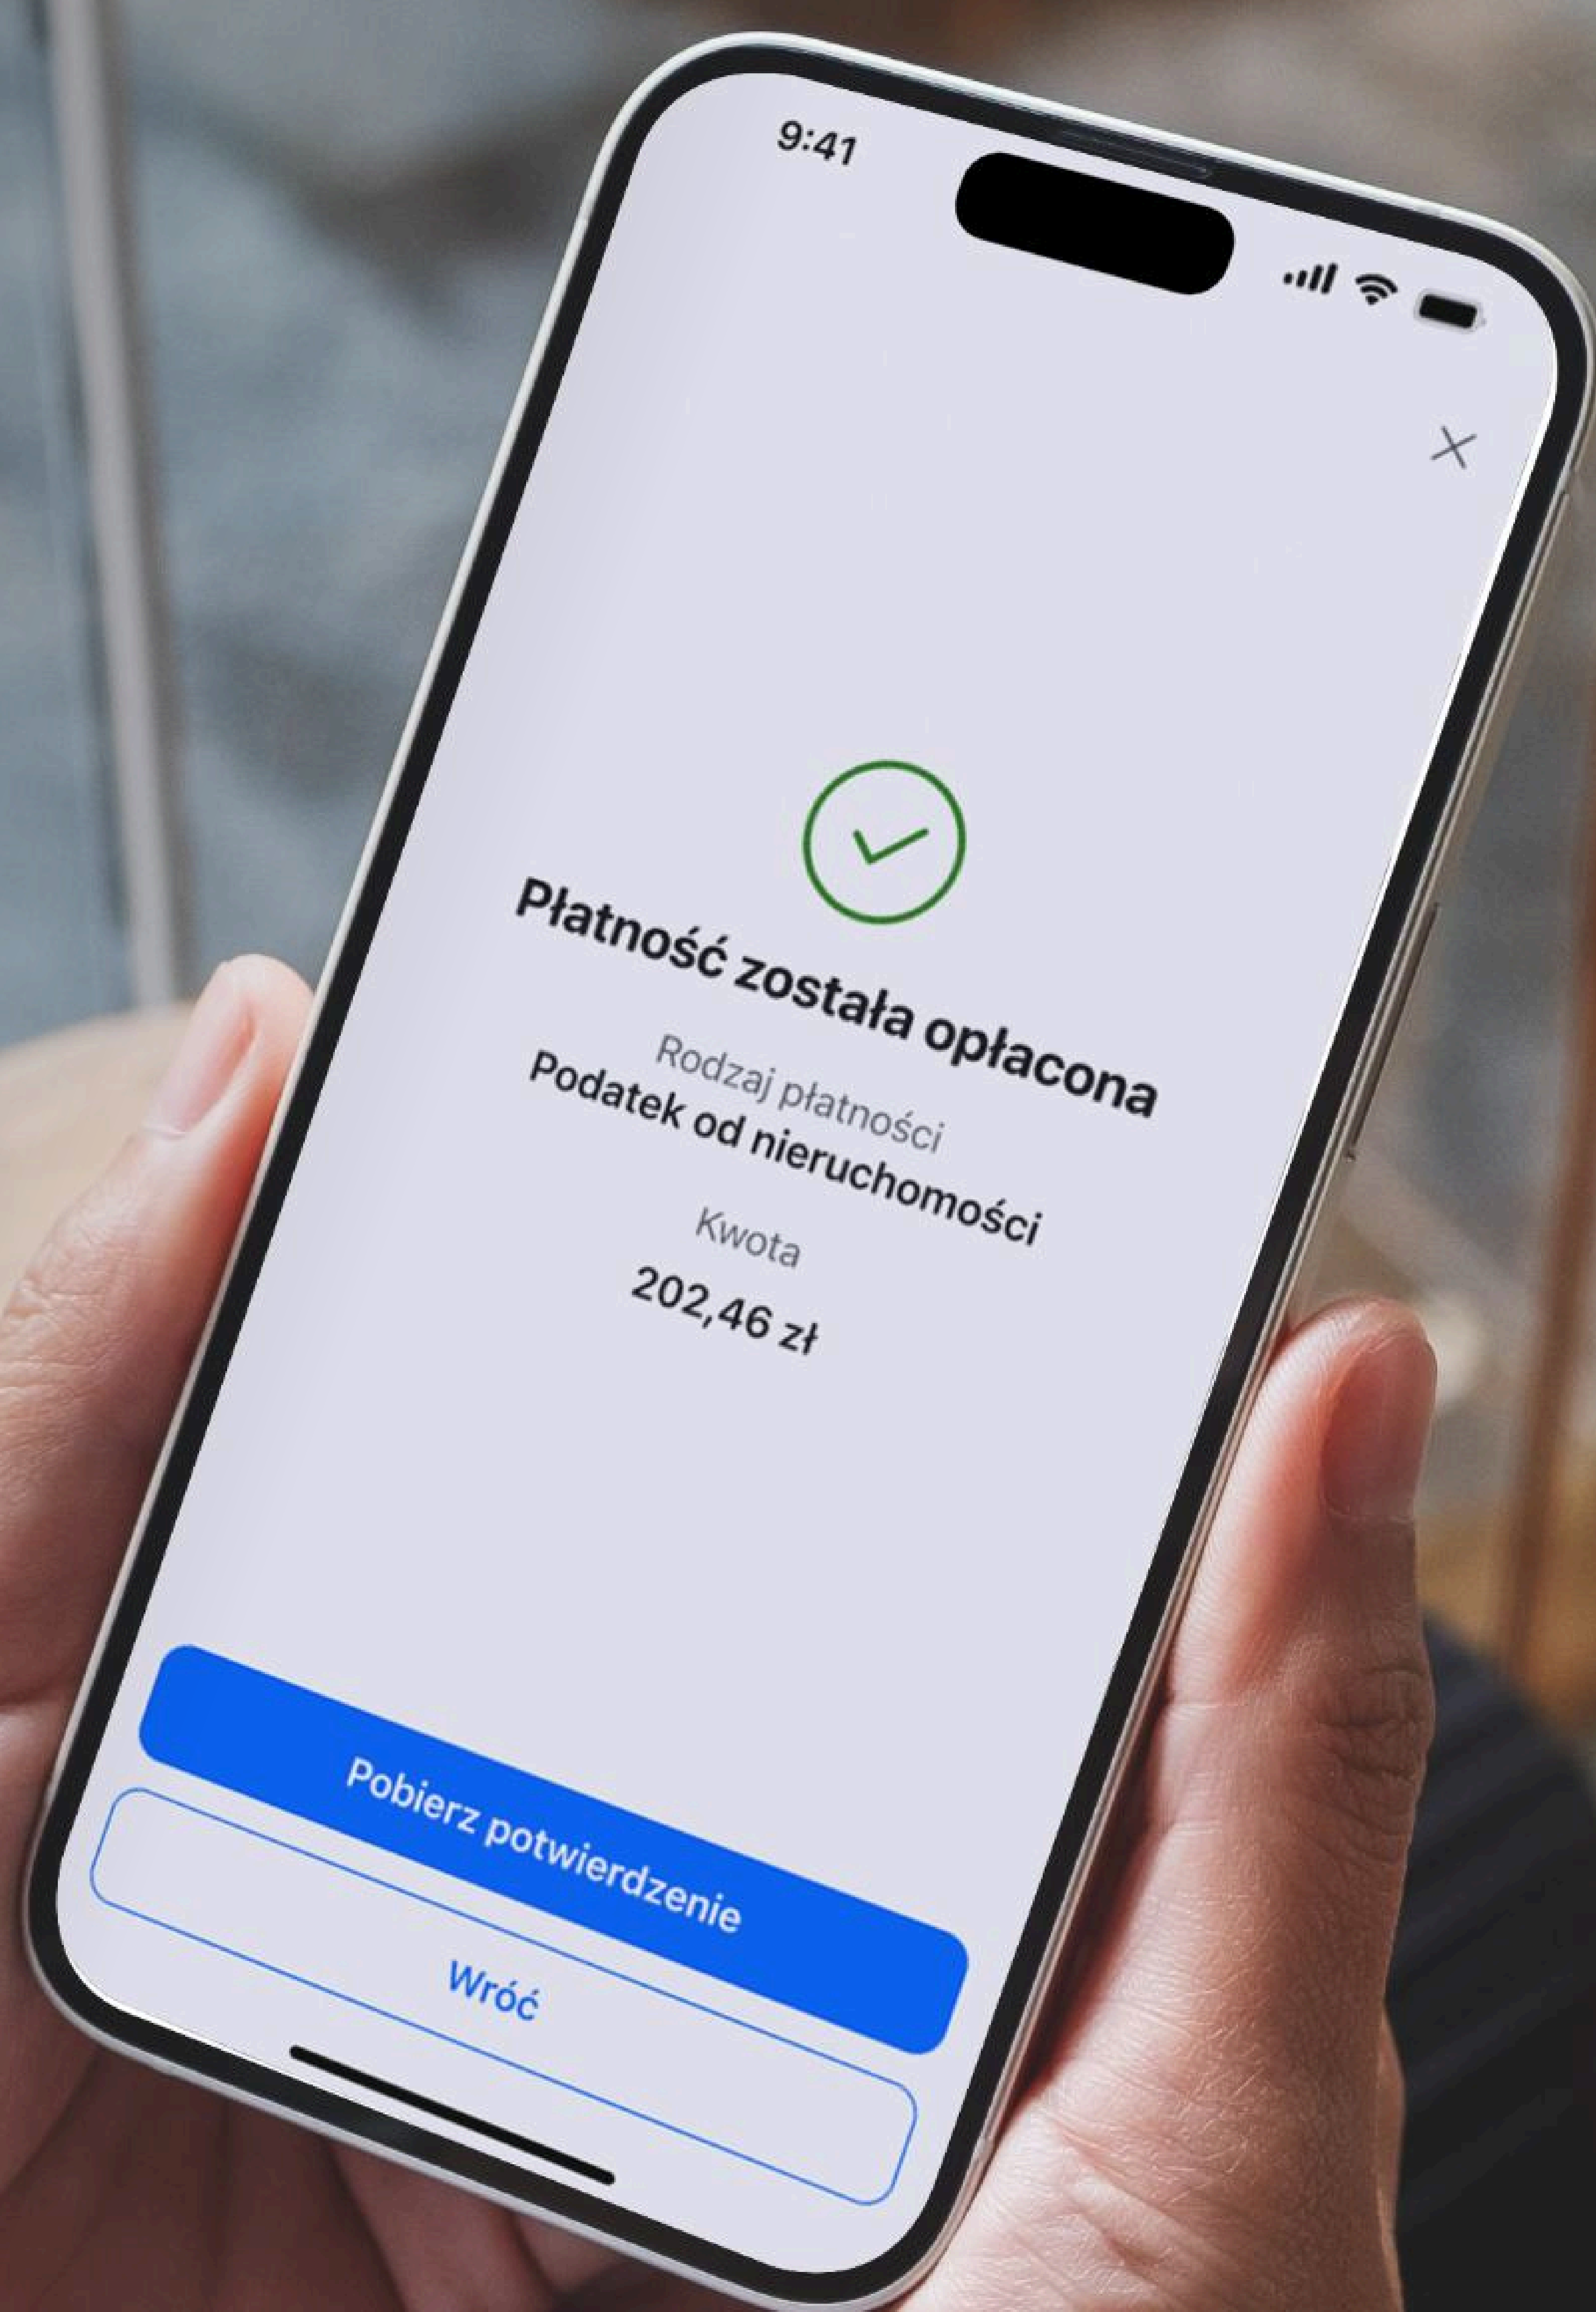 9:41
Płatność została opłacona
Rodzaj płatności
Podatek od nieruchomości
Kwota
202,46 zł
Pobierz potwierdzenie
Wróć